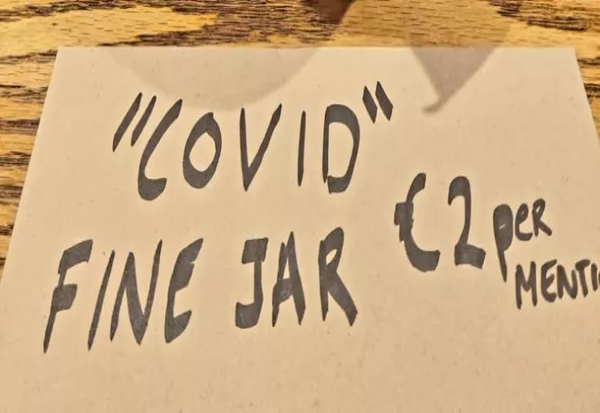 "COVID"
FINE JAR €2 per
MENTI